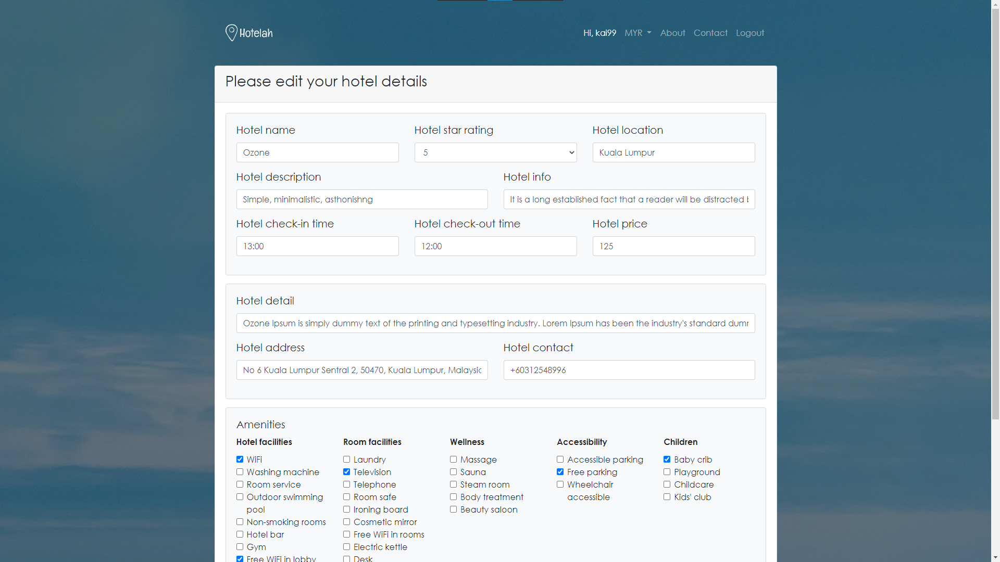 Hotelah
Hi, kai99 MYR About Contact Logout
Please edit your hotel details
Hotel name Hotel star rating Hotel location
Ozone 5 Kuala Lumpur
Hotel description Hotel info
Simple, minimalistic, asthonishng It is a long established fact that a reader will be distracted
Hotel check-in time Hotel check-out time Hotel price
13:00 12:00 125
Hotel detail
Ozone Ipsum is simply dummy text of the printing and typesetting industry. Lorem Ipsum has been the industry's standard
Hotel address Hotel contact
No 6 Kuala Lumpur Sentral 2, 50470, Kuala Lumpur, +60312548996
Amenities
Hotel facilities Room facilities Wellness Accessibility Children
WiFi Laundry Massage Accessible parking Baby crib
Washing machine Television Sauna Free parking Playground
Room service Telephone Steam room Wheelchair Childcare
Outdoor swimming Room safe Body treatment accessible Kids' club
pool Ironing board Beauty saloon
Non-smoking rooms Cosmetic mirror
Hotel bar Free WiFi in rooms
Gym Electric kettle
Free WiFi in lobby Desk